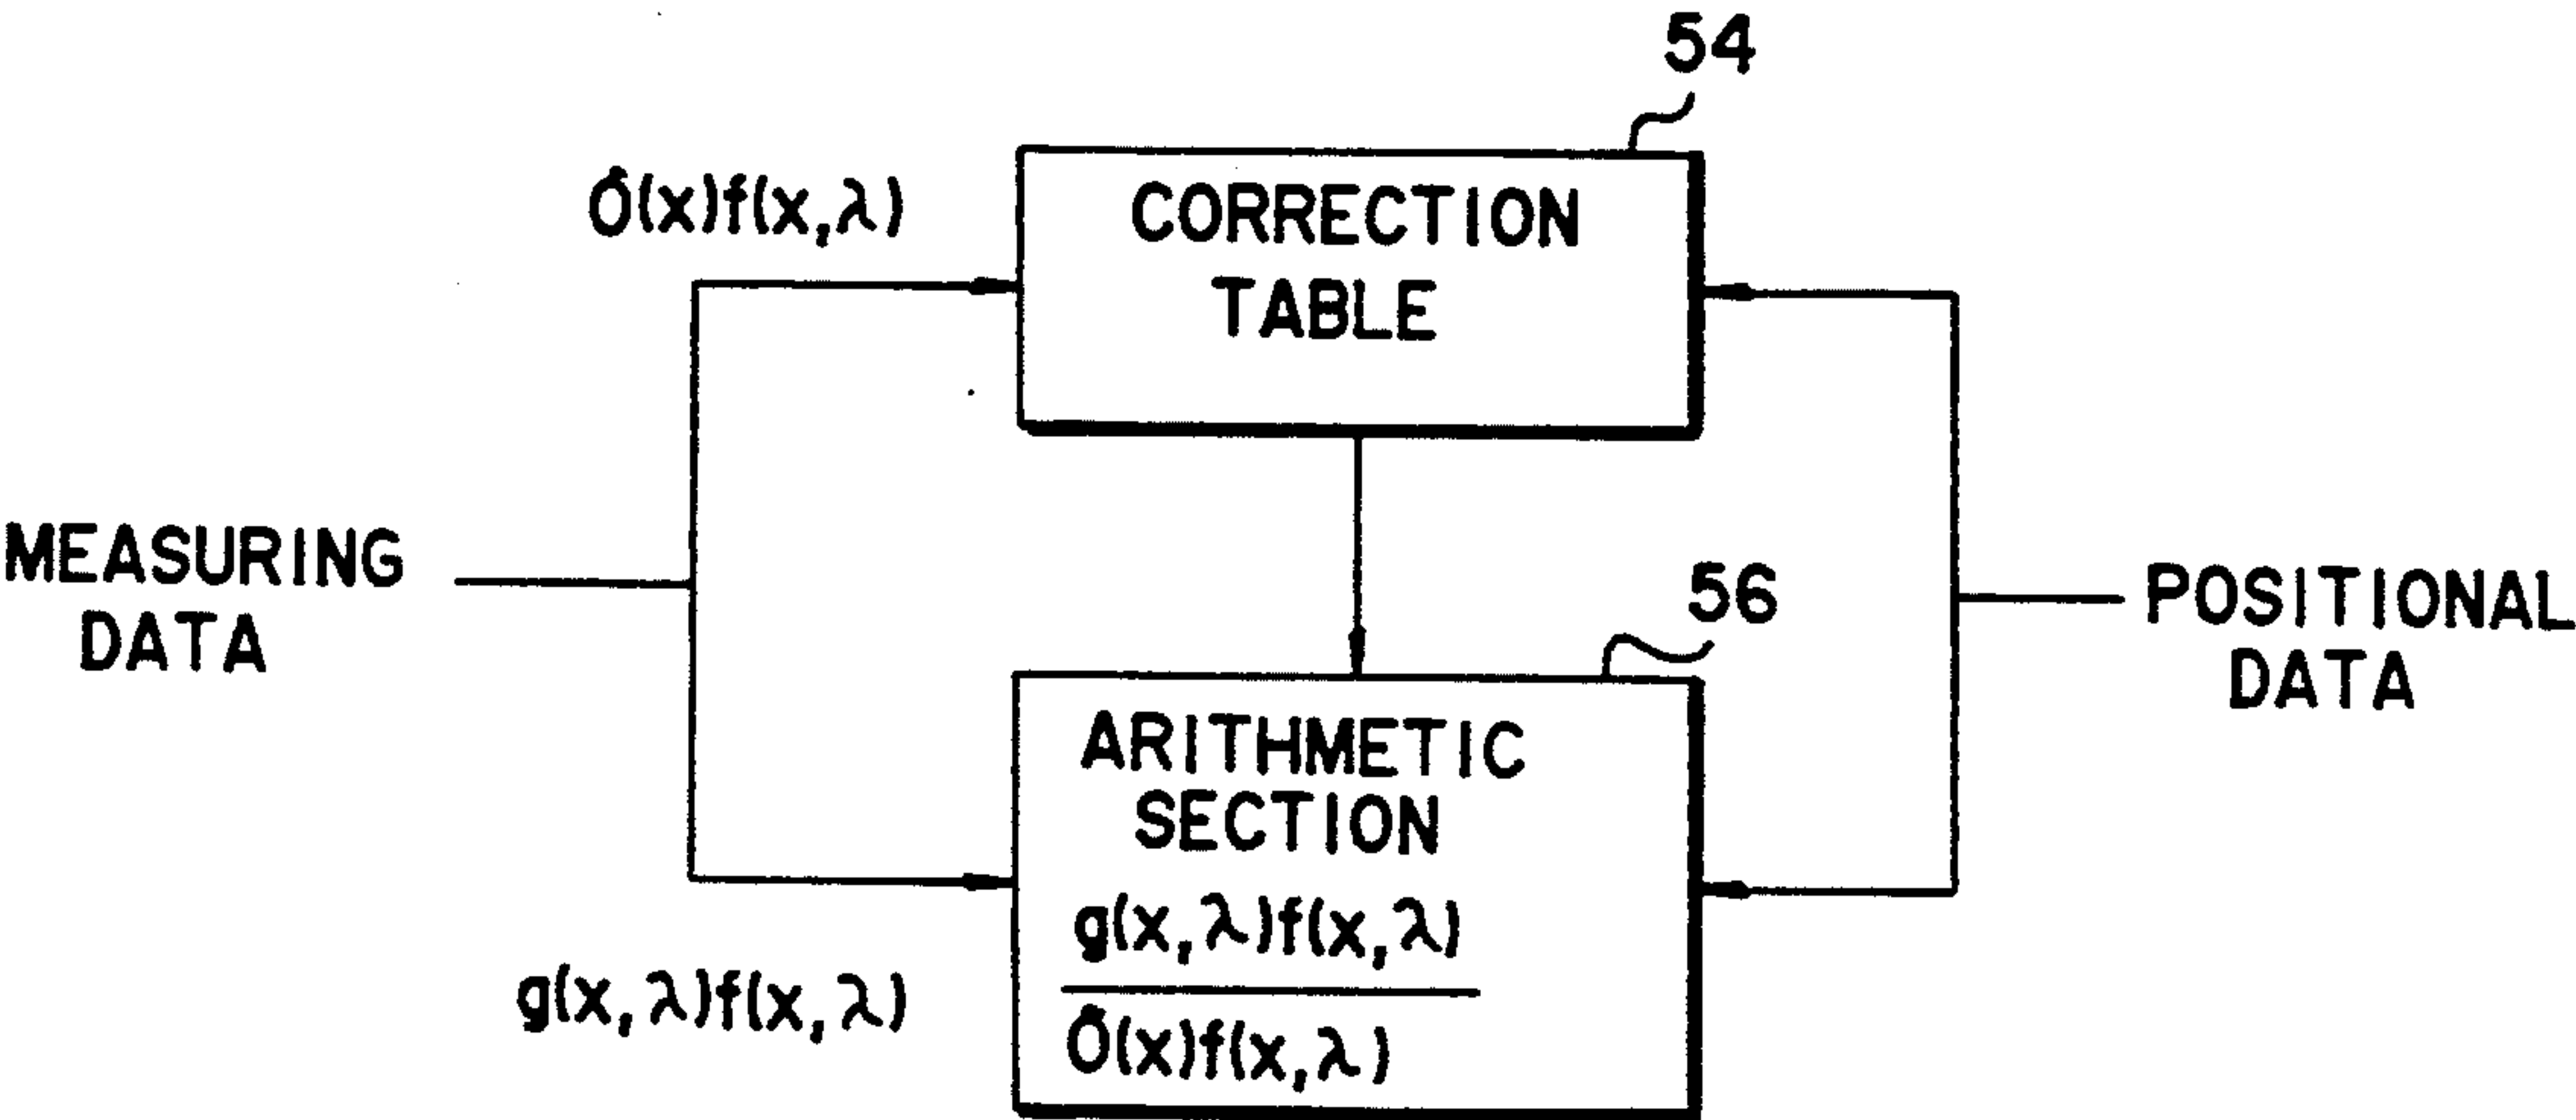 54
Ô(x)f(x,λ)
CORRECTION
TABLE
MEASURING
DATA
56
POSITIONAL
DATA
ARITHMETIC
SECTION
g(x,λ)f(x,λ)
Ô(x)f(x,λ)
g(x,λ)f(x,λ)